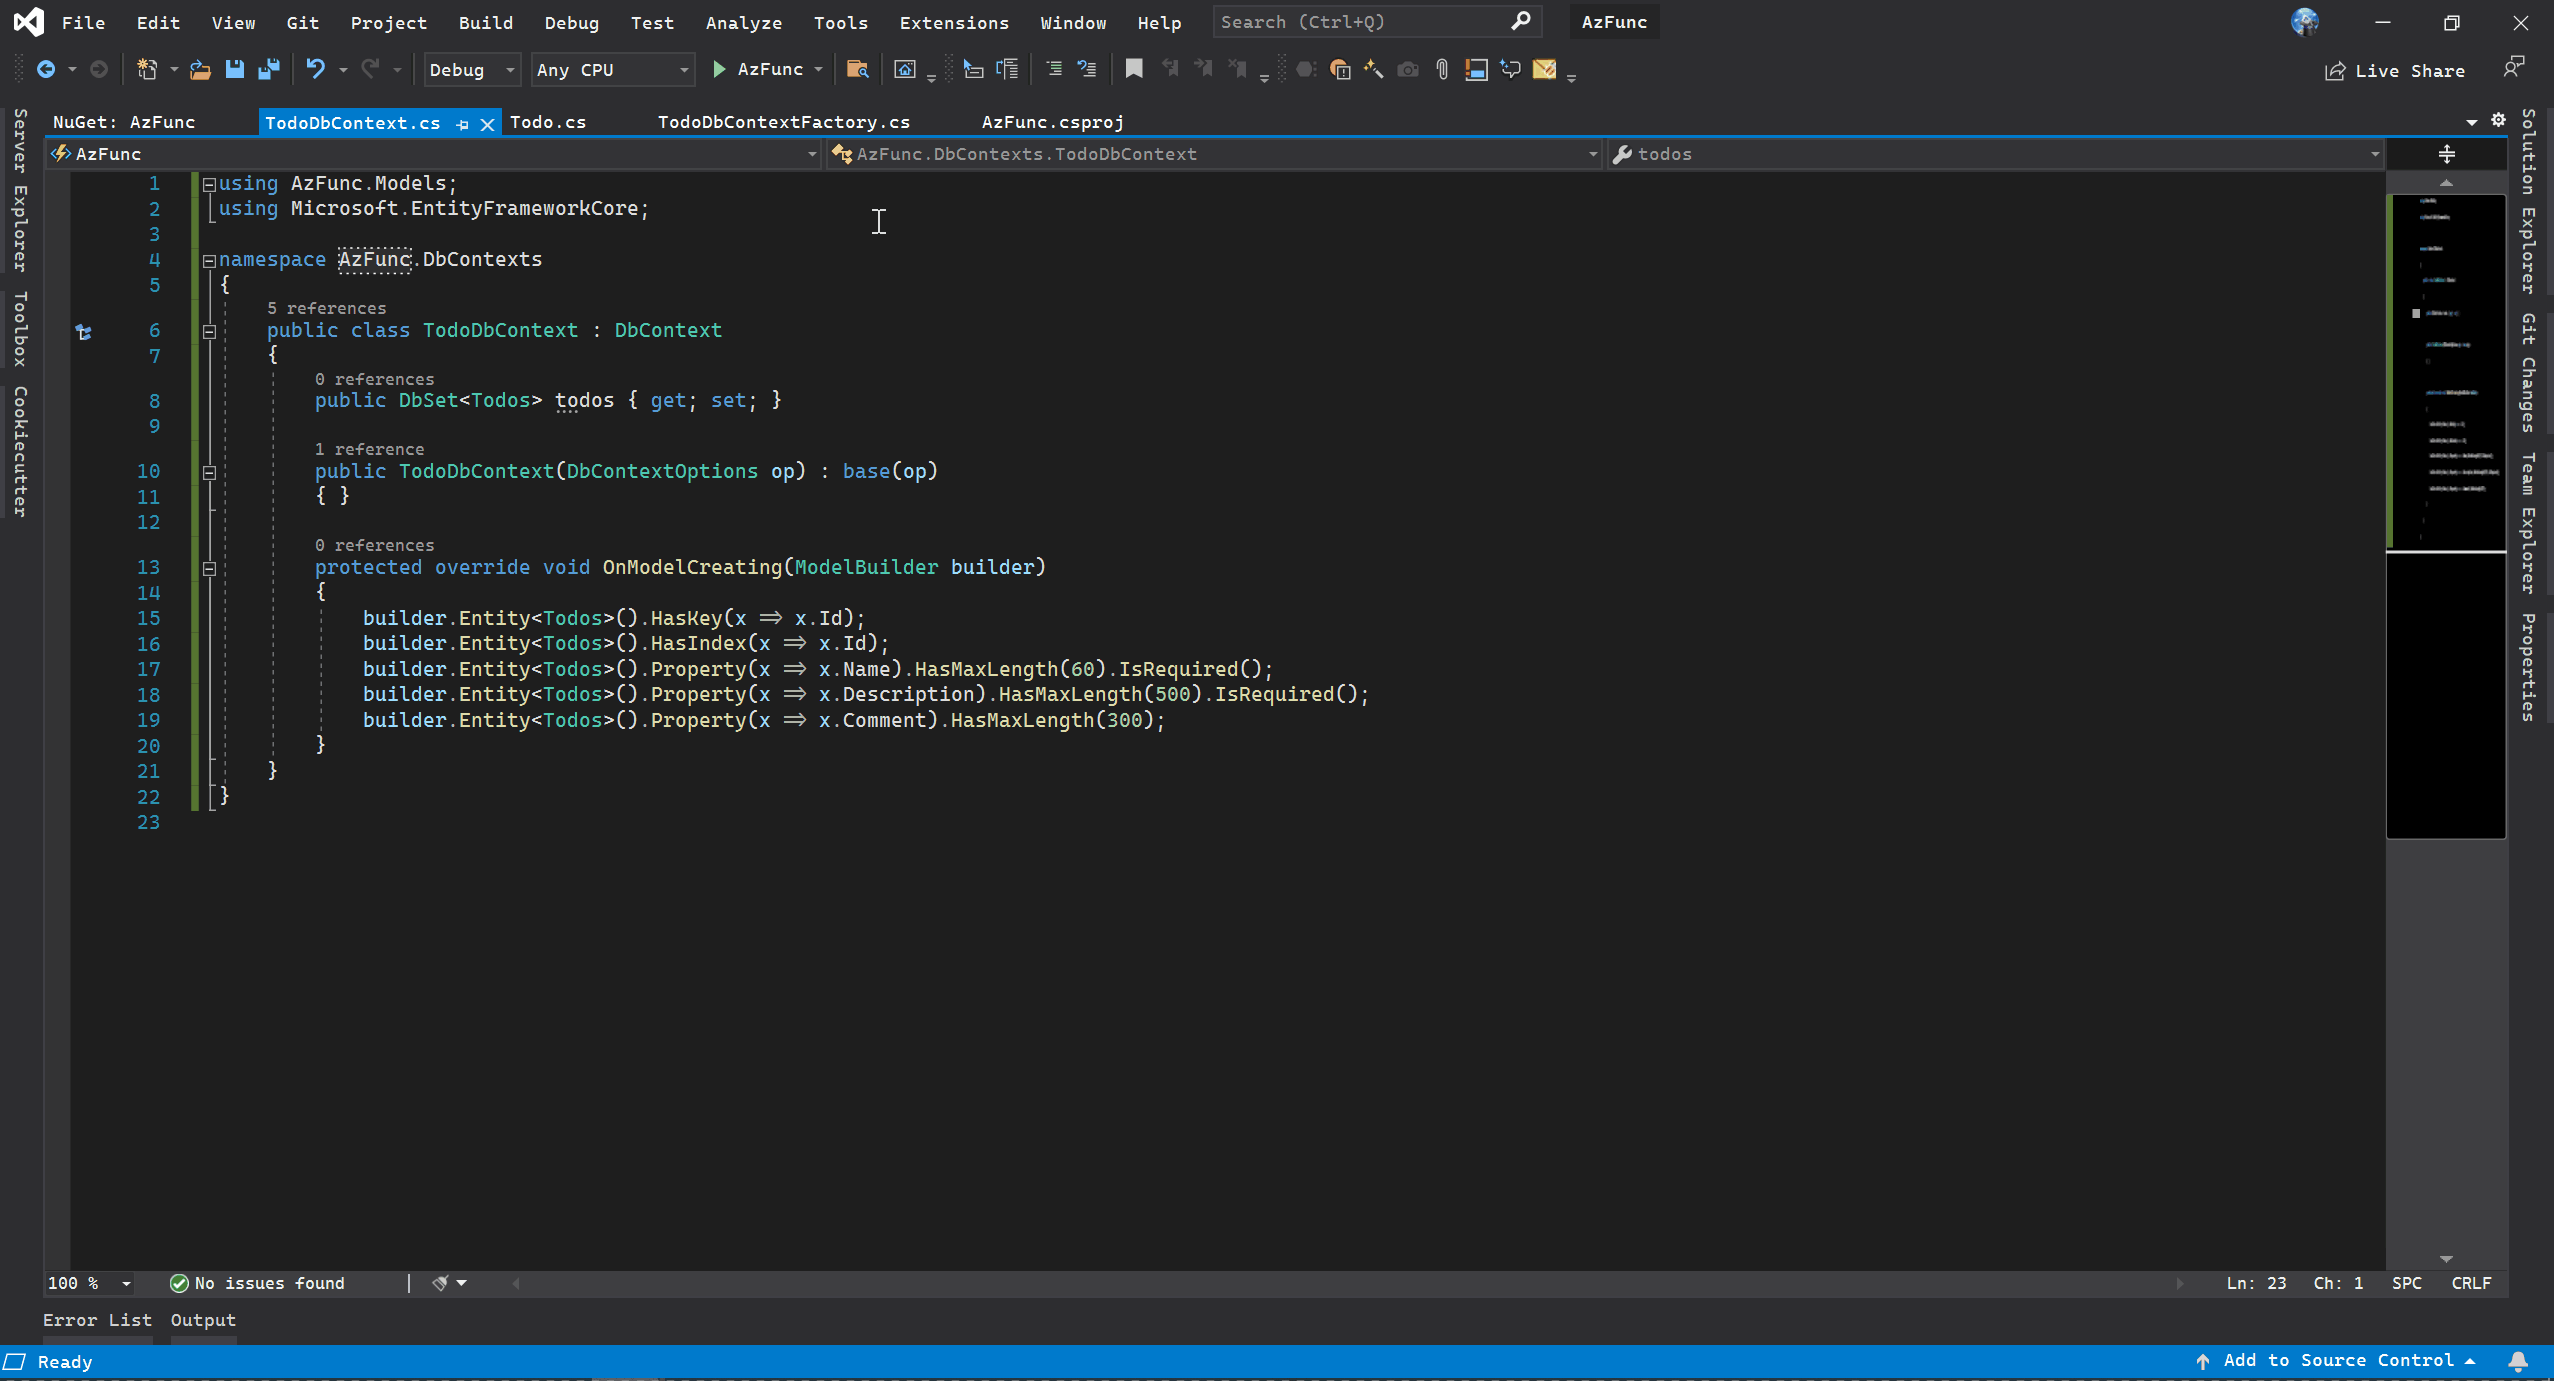 File Edit View Git Project Build Debug Test Analyze Tools Extensions Window Help Search (Ctrl+Q) AzFunc
Debug Any CPU AzFunc Live Share
NuGet: AzFunc TodoDbContext.cs Todo.cs TodoDbContextFactory.cs AzFunc.csproj
AzFunc AzFunc.DbContexts.TodoDbContext todos
Server Explorer
Toolbox
Cookiecutter
1 using AzFunc.Models;
2 using Microsoft.EntityFrameworkCore;
3
4 namespace AzFunc.DbContexts
5 {
5 references
6 public class TodoDbContext : DbContext
7 {
0 references
8 public DbSet<Todos> todos { get; set; }
9
1 reference
10 public TodoDbContext(DbContextOptions op) : base(op)
11 { }
12
0 references
13 protected override void OnModelCreating(ModelBuilder builder)
14 {
15 builder.Entity<Todos>().HasKey(x => x.Id);
16 builder.Entity<Todos>().HasIndex(x => x.Id);
17 builder.Entity<Todos>().Property(x => x.Name).HasMaxLength(60).IsRequired();
18 builder.Entity<Todos>().Property(x => x.Description).HasMaxLength(500).IsRequired();
19 builder.Entity<Todos>().Property(x => x.Comment).HasMaxLength(300);
20 }
21 }
22 }
23
Solution Explorer
Git Changes
Team Explorer
Properties
100 % No issues found Ln: 23 Ch: 1 SPC CRLF
Error List Output
Ready Add to Source Control